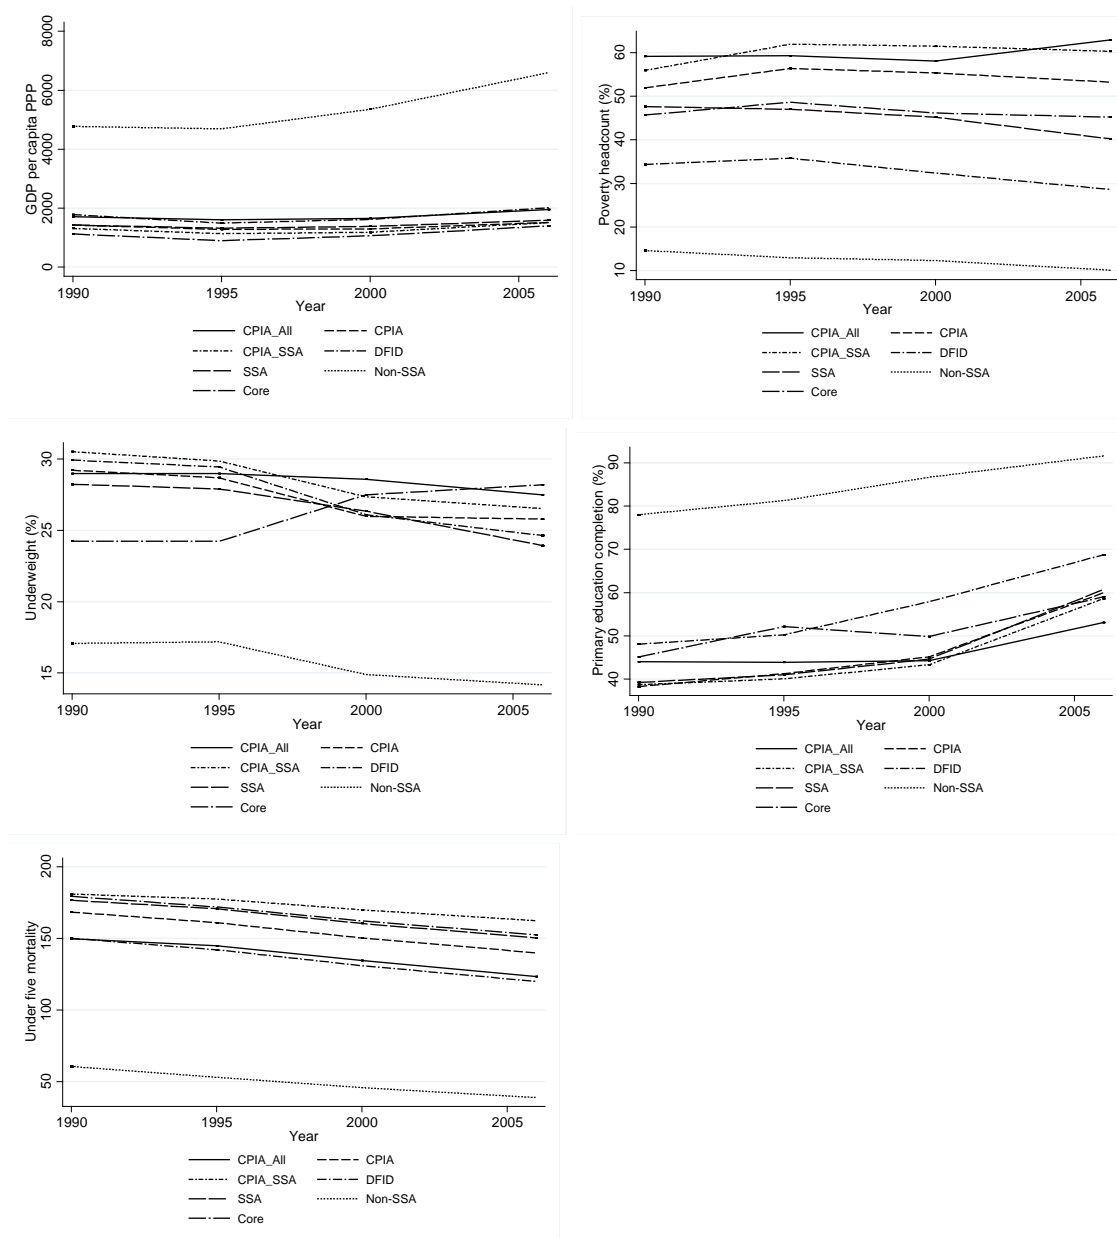 GDP per capita PPP
8000
6000
4000
2000
0
1990 1995 2000 2005
Year
CPIA_All CPIA
CPIA_SSA DFID
SSA Non-SSA
Core
Poverty headcount (%)
60
50
40
30
20
10
1990 1995 2000 2005
Year
CPIA_All CPIA
CPIA_SSA DFID
SSA Non-SSA
Core
Underweight (%)
30
25
20
15
1990 1995 2000 2005
Year
CPIA_All CPIA
CPIA_SSA DFID
SSA Non-SSA
Core
Primary education completion (%)
90
80
70
60
50
40
1990 1995 2000 2005
Year
CPIA_All CPIA
CPIA_SSA DFID
SSA Non-SSA
Core
Under five mortality
200
150
100
50
1990 1995 2000 2005
Year
CPIA_All CPIA
CPIA_SSA DFID
SSA Non-SSA
Core